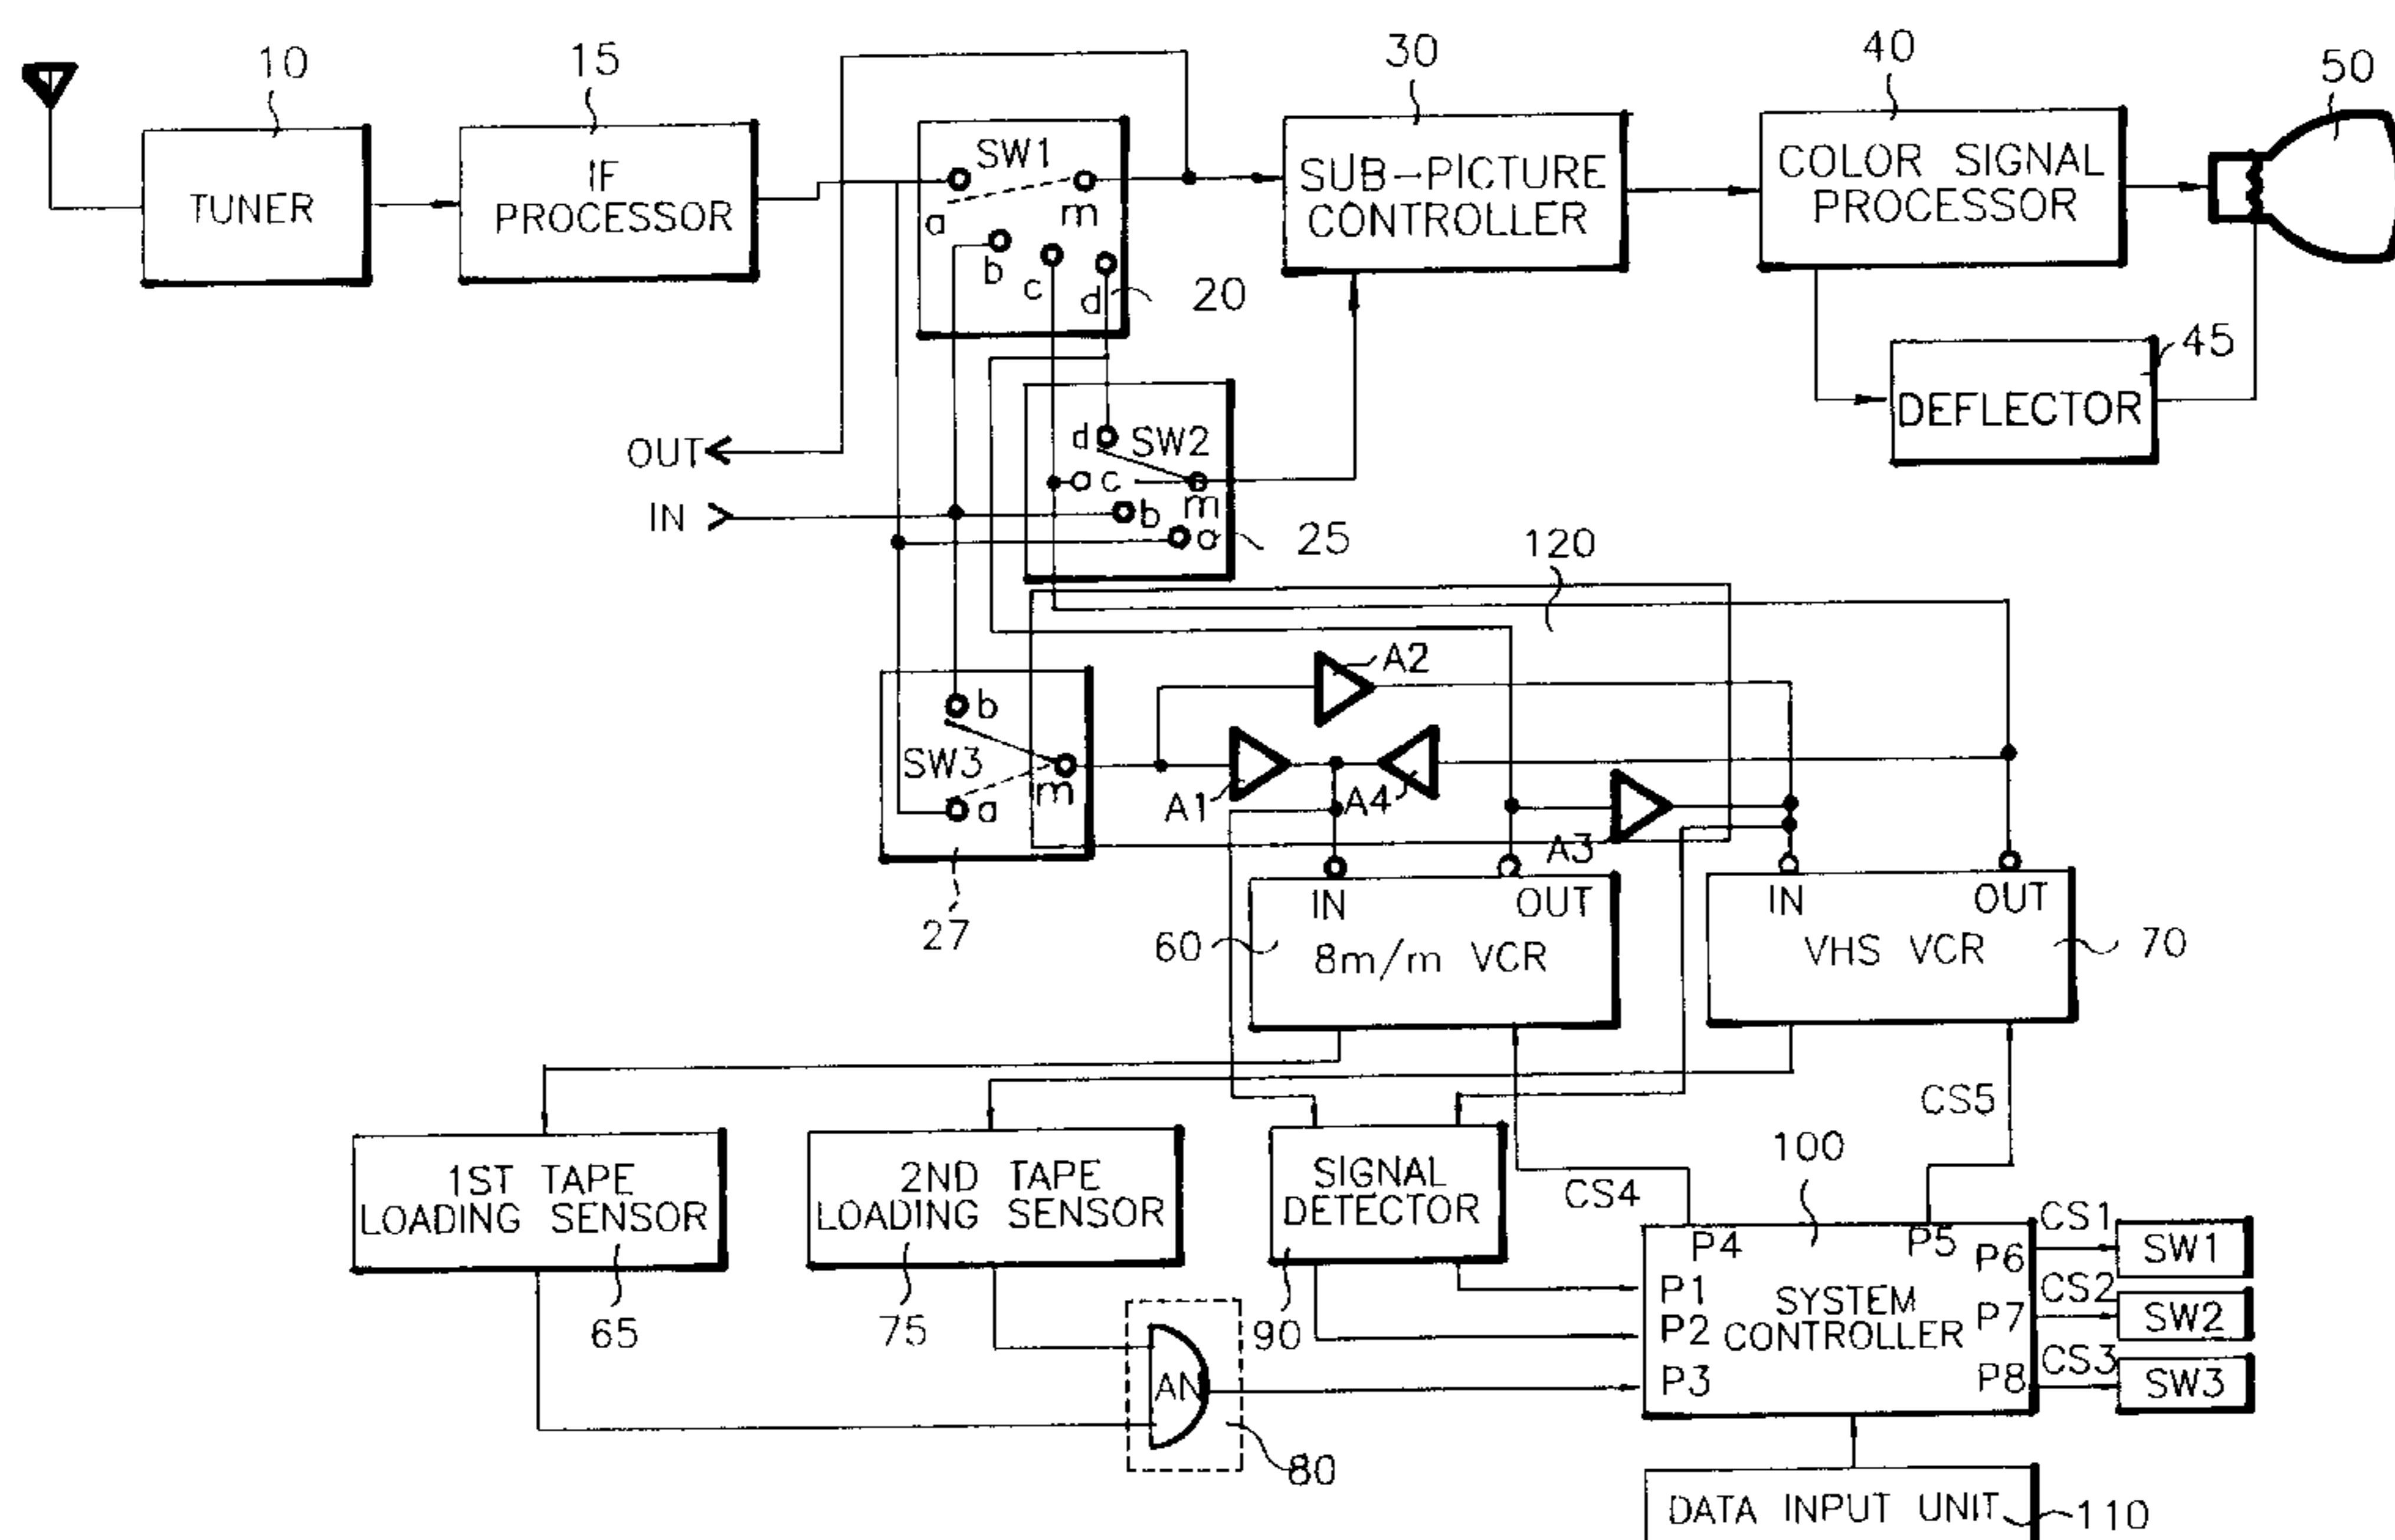 10
15
30
40
50
TUNER
IF
PROCESSOR
SW1
a
m
b
c
d
20
SUB-PICTURE
CONTROLLER
COLOR SIGNAL
PROCESSOR
45
DEFLECTOR
OUT
IN
d
SW2
c
m
b
a
25
120
b
SW3
m
a
27
A2
A1
A4
A3
IN
OUT
60
8m/m VCR
IN
OUT
VHS VCR
70
1ST TAPE
LOADING SENSOR
65
2ND TAPE
LOADING SENSOR
75
SIGNAL
DETECTOR
90
CS4
CS5
100
P4
P5
P6
P1
P2
P3
P7
P8
SYSTEM
CONTROLLER
CS1
SW1
CS2
SW2
CS3
SW3
AN
80
DATA INPUT UNIT
110